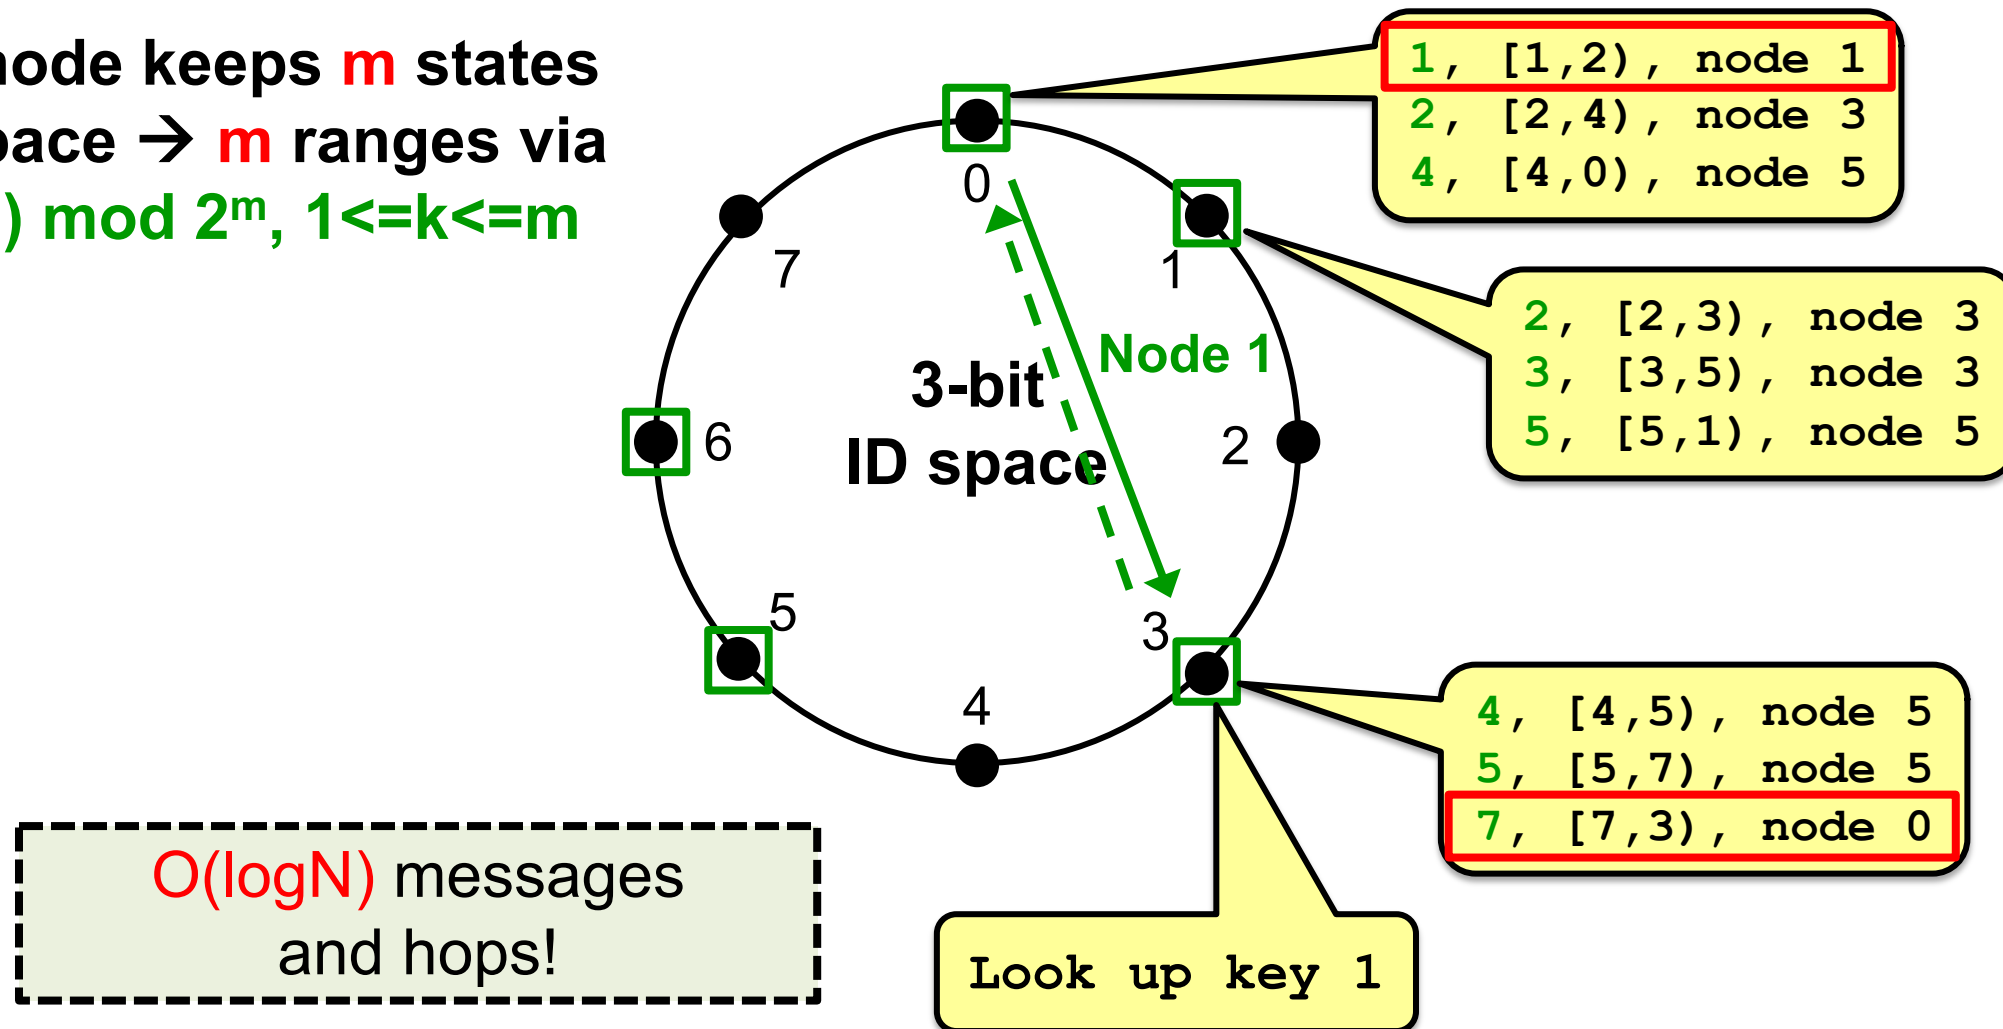 node keeps m states
pace → m ranges via
) mod 2ᵐ, 1<=k<=m
1, [1,2), node 1
2, [2,4), node 3
4, [4,0), node 5
0
1
7
2, [2,3), node 3
3, [3,5), node 3
5, [5,1), node 5
Node 1
3-bit
ID space
6
2
5
3
4
4, [4,5), node 5
5, [5,7), node 5
7, [7,3), node 0
O(logN) messages
and hops!
Look up key 1